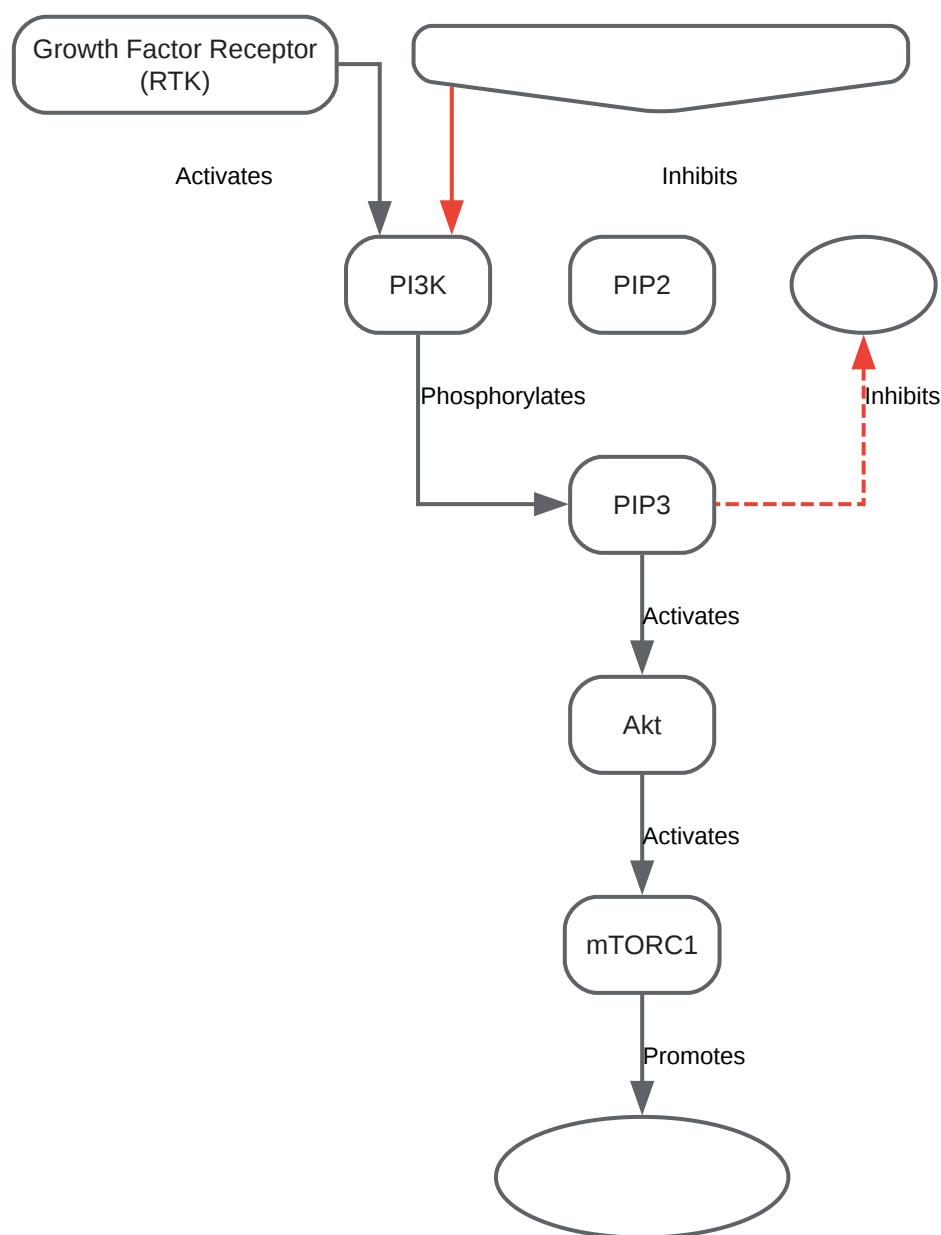 Growth Factor Receptor
(RTK)
Activates
Inhibits
PI3K
PIP2
Phosphorylates
Inhibits
PIP3
Activates
Akt
Activates
mTORC1
Promotes